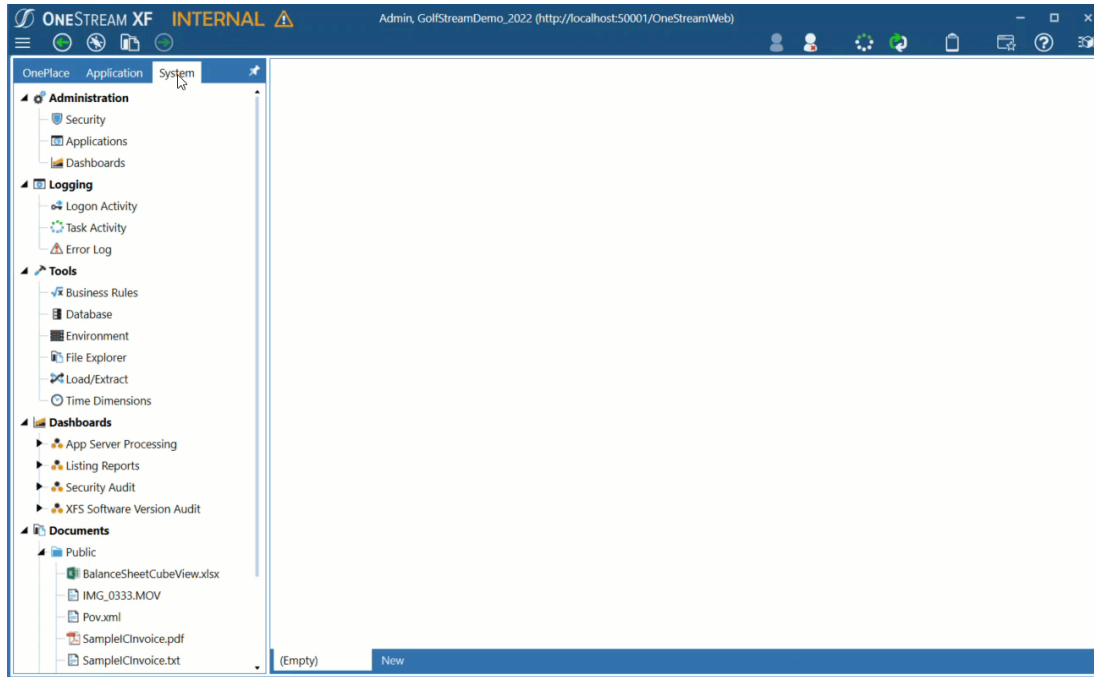 ONESTREAM XF INTERNAL
Admin, GolfStreamDemo_2022 (http://localhost:50001/OneStreamWeb)
OnePlace Application System
Administration
Security
Applications
Dashboards
Logging
Logon Activity
Task Activity
Error Log
Tools
Business Rules
Database
Environment
File Explorer
Load/Extract
Time Dimensions
Dashboards
App Server Processing
Listing Reports
Security Audit
XFS Software Version Audit
Documents
Public
BalanceSheetCubeView.xlsx
IMG_0333.MOV
Pov.xml
SampleICInvoice.pdf
SampleICInvoice.txt
(Empty) New